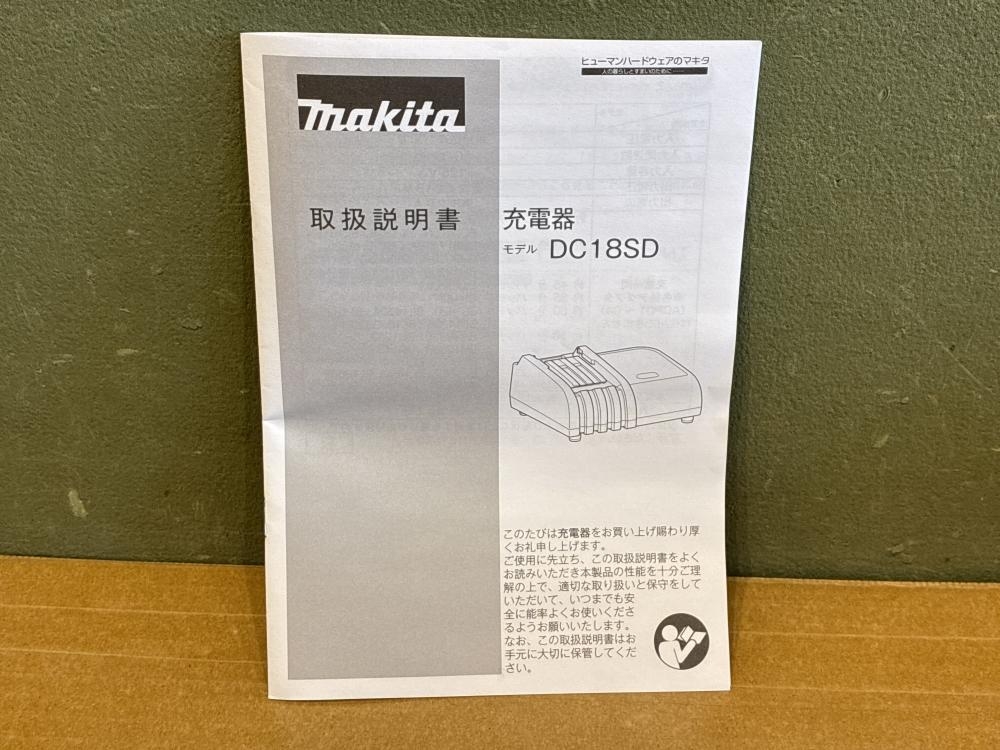 ヒューマンハードウェアのマキタ
人の暮らしとすまいのために……
makita
取扱説明書
充電器
モデル DC18SD
このたびは充電器をお買い上げ賜わり厚
くお礼申し上げます。
ご使用に先立ち、この取扱説明書をよく
お読みいただき本製品の性能を十分ご理
解の上で、適切な取り扱いと保守をして
いただいて、いつまでも安
全に能率よくお使いくださ
るようお願いいたします。
なお、この取扱説明書はお
手元に大切に保管してくだ
さい。